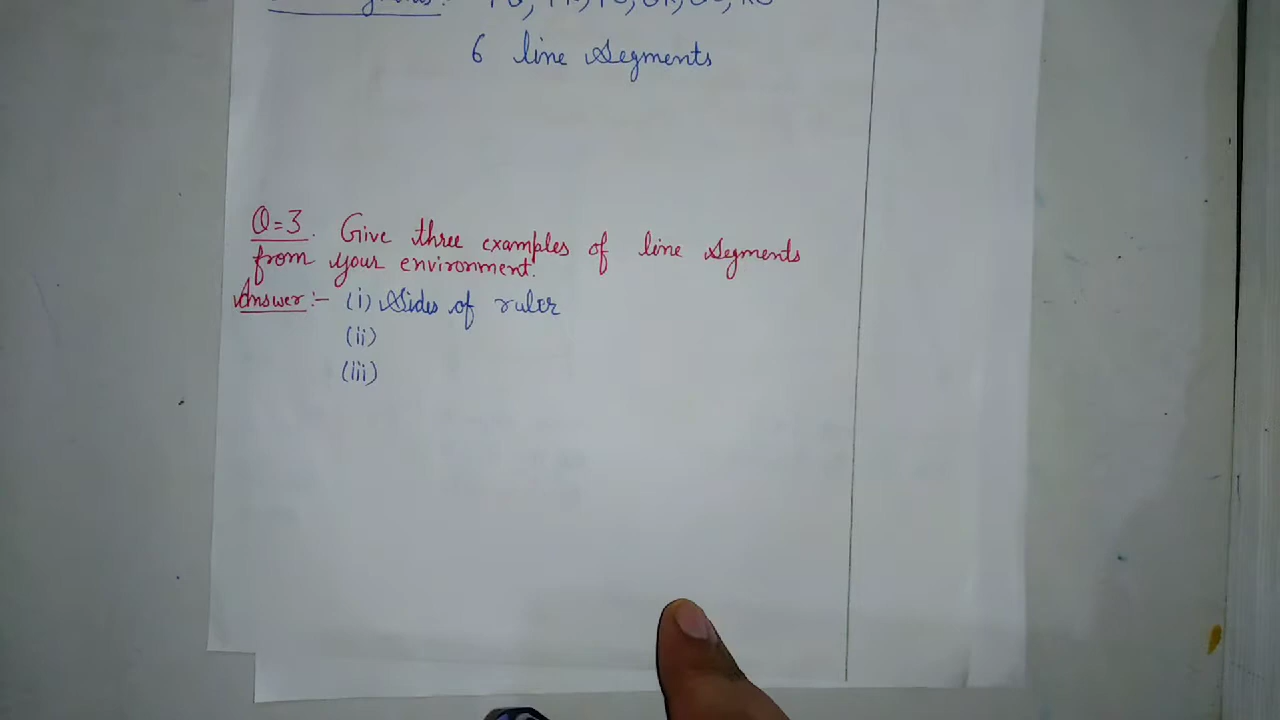 6 line Segments
Q=3. Give three examples of line Segments
from your environment.
Answer :- (i) Sides of ruler
(ii)
(iii)